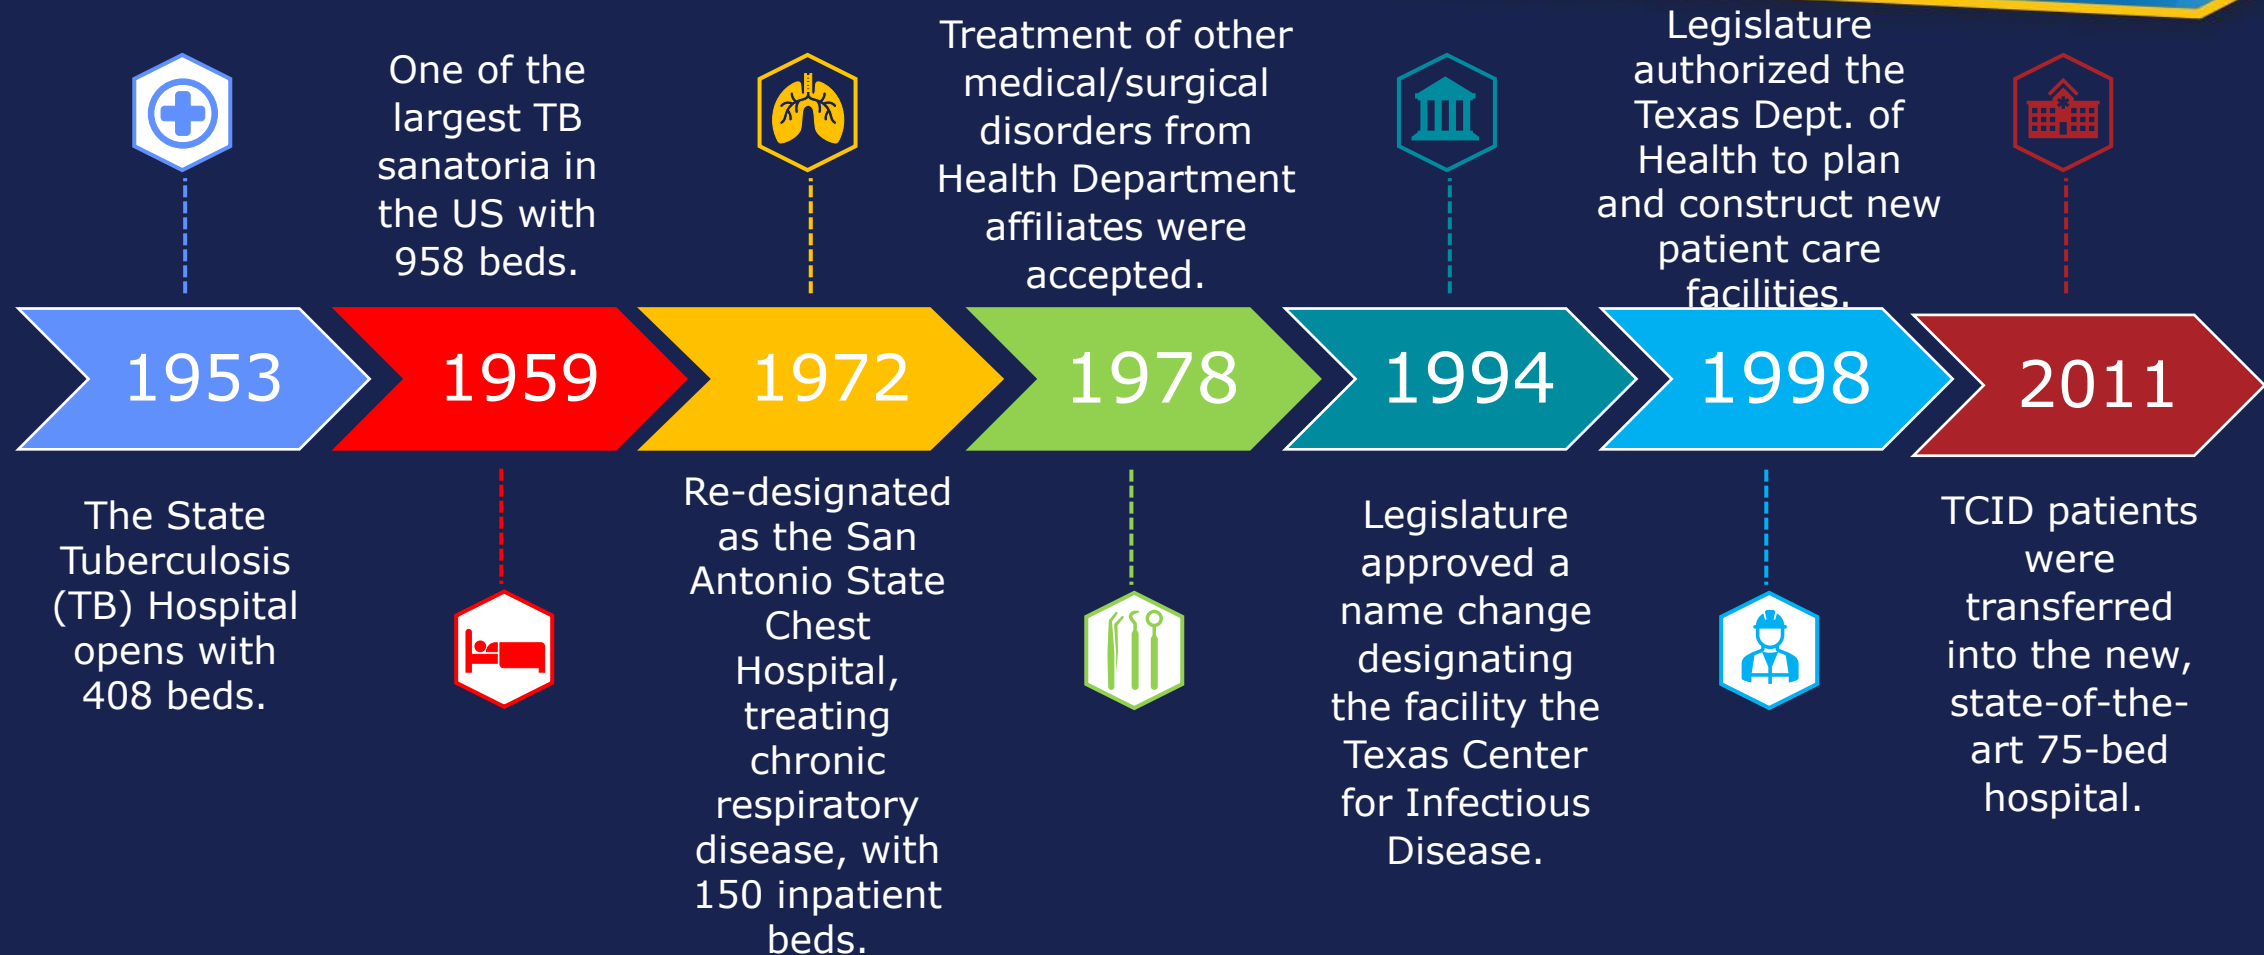 One of the
largest TB
sanatoria in
the US with
958 beds.
Treatment of other
medical/surgical
disorders from
Health Department
affiliates were
accepted.
Legislature
authorized the
Texas Dept. of
Health to plan
and construct new
patient care
facilities.
1953
1959
1972
1978
1994
1998
2011
The State
Tuberculosis
(TB) Hospital
opens with
408 beds.
Re-designated
as the San
Antonio State
Chest
Hospital,
treating
chronic
respiratory
disease, with
150 inpatient
beds.
Legislature
approved a
name change
designating
the facility the
Texas Center
for Infectious
Disease.
TCID patients
were
transferred
into the new,
state-of-the-
art 75-bed
hospital.